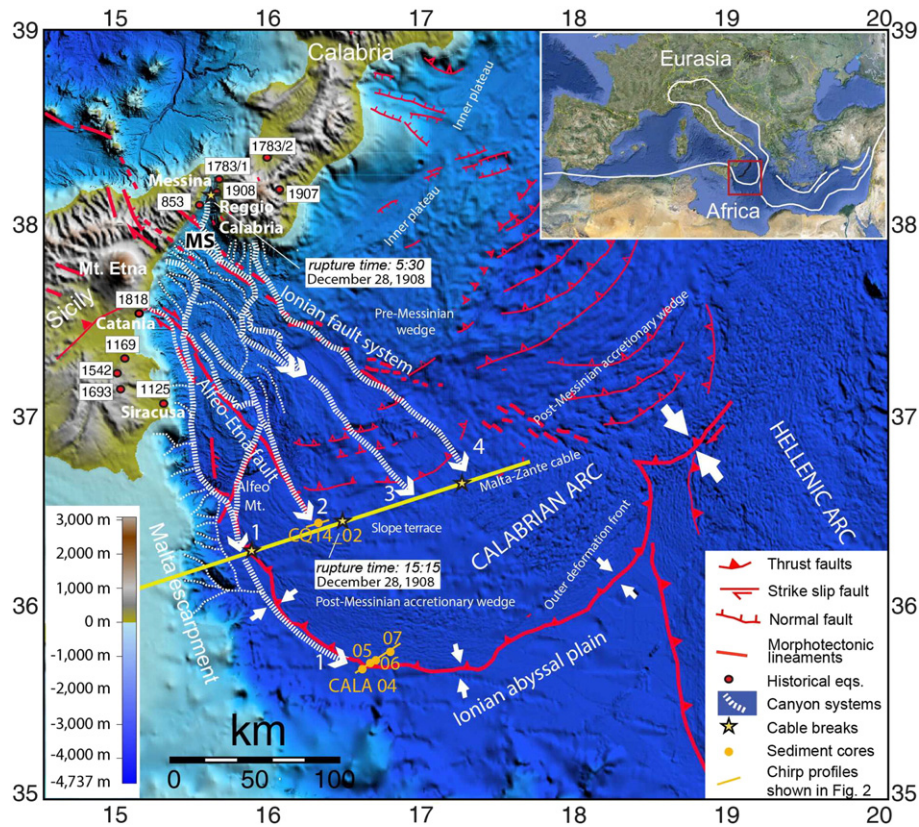 15 16 17 18 19 20
39
38
37
36
35
Calabria
Eurasia
Africa
Inner plateau
Inner plateau
1783/2
1783/1
Messina
1908
1907
853
Reggio
Calabria
MS
Mt. Etna
rupture time: 5:30
December 28, 1908
Sicily
1818
Catania
1169
1542
1693
1125
Siracusa
Ionian fault system
Pre-Messinian
wedge
Post-Messinian accretionary wedge
Alfeo-Etna fault
Alfeo
Mt.
1
2
3
4
CQ14_02
Malta-Zante cable
Slope terrace
CALABRIAN ARC
HELLENIC ARC
rupture time: 15:15
December 28, 1908
Malta escarpment
Post-Messinian accretionary wedge
Outer deformation front
Ionian abyssal plain
1
05
06
07
CALA 04
3,000 m
2,000 m
1,000 m
0 m
-1,000 m
-2,000 m
-3,000 m
-4,000 m
-4,737 m
km
0 50 100
Thrust faults
Strike slip fault
Normal fault
Morphotectonic
lineaments
Historical eqs.
Canyon systems
Cable breaks
Sediment cores
Chirp profiles
shown in Fig. 2
15 16 17 18 19 20
39
38
37
36
35